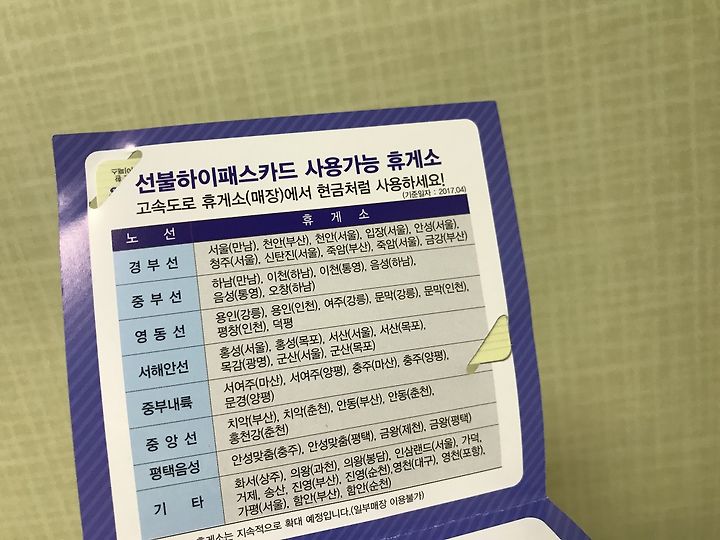 선불하이패스카드 사용가능 휴게소
고속도로 휴게소(매장)에서 현금처럼 사용하세요!
(기준일자 : 2017.04)
노 선 휴 게 소
경 부 선 서울(만남), 천안(부산), 천안(서울), 입장(서울), 안성(서울),
청주(서울), 신탄진(서울), 죽암(부산), 죽암(서울), 금강(부산)
중 부 선 하남(만남), 이천(하남), 이천(통영), 음성(하남),
음성(통영), 오창(하남)
영 동 선 용인(강릉), 용인(인천), 여주(강릉), 문막(강릉), 문막(인천),
평창(인천), 덕평
서해안선 홍성(서울), 홍성(목포), 서산(서울), 서산(목포),
목감(광명), 군산(서울), 군산(목포)
중부내륙 서여주(마산), 서여주(양평), 충주(마산), 충주(양평),
문경(양평)
중 앙 선 치악(부산), 치악(춘천), 안동(부산), 안동(춘천),
홍천강(춘천)
평택음성 안성맞춤(충주), 안성맞춤(평택), 금왕(제천), 금왕(평택)
기 타 화서(상주), 의왕(과천), 의왕(봉담), 인삼랜드(서울), 가덕,
거제, 송산, 진영(부산), 진영(순천)영천(대구), 영천(포항),
가평(서울), 함안(부산), 함안(순천)
휴게소는 지속적으로 확대 예정입니다.(일부매장 이용불가)